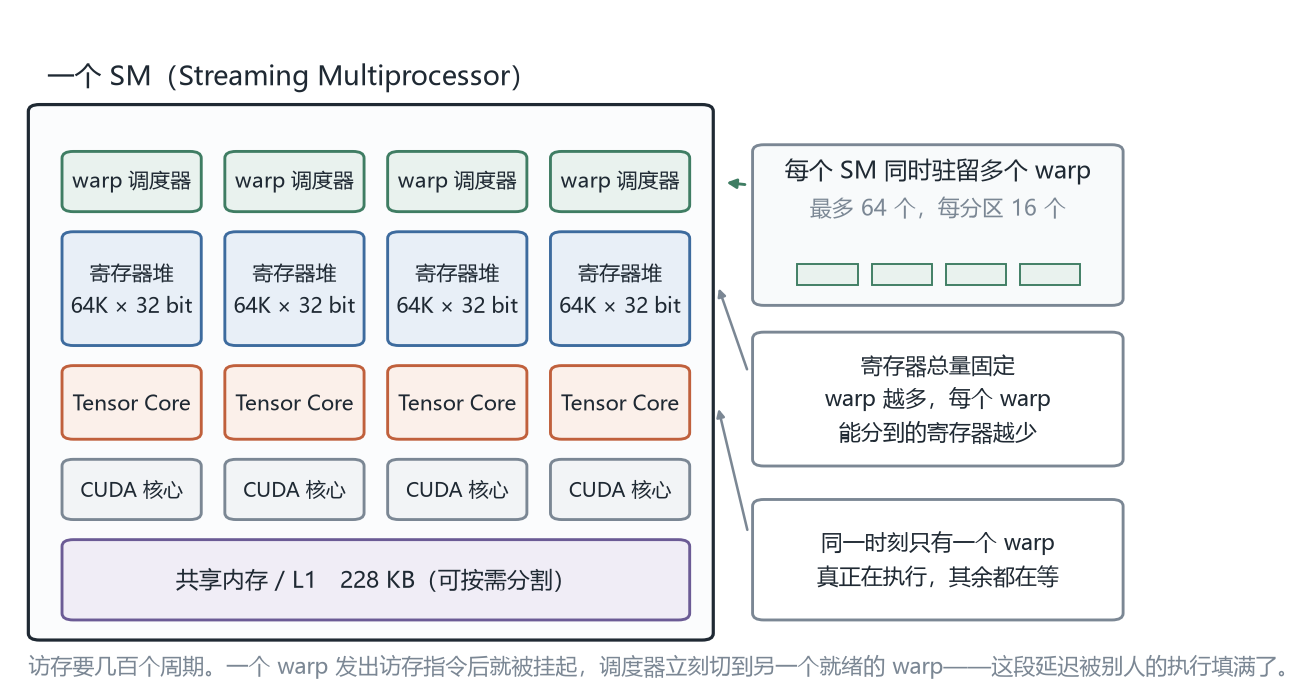 一个 SM（Streaming Multiprocessor）
warp 调度器
warp 调度器
warp 调度器
warp 调度器
寄存器堆
64K × 32 bit
寄存器堆
64K × 32 bit
寄存器堆
64K × 32 bit
寄存器堆
64K × 32 bit
Tensor Core
Tensor Core
Tensor Core
Tensor Core
CUDA 核心
CUDA 核心
CUDA 核心
CUDA 核心
共享内存 / L1 228 KB（可按需分割）
每个 SM 同时驻留多个 warp
最多 64 个，每分区 16 个
寄存器总量固定
warp 越多，每个 warp
能分到的寄存器越少
同一时刻只有一个 warp
真正在执行，其余都在等
访存要几百个周期。一个 warp 发出访存指令后就被挂起，调度器立刻切到另一个就绪的 warp——这段延迟被别人的执行填满了。